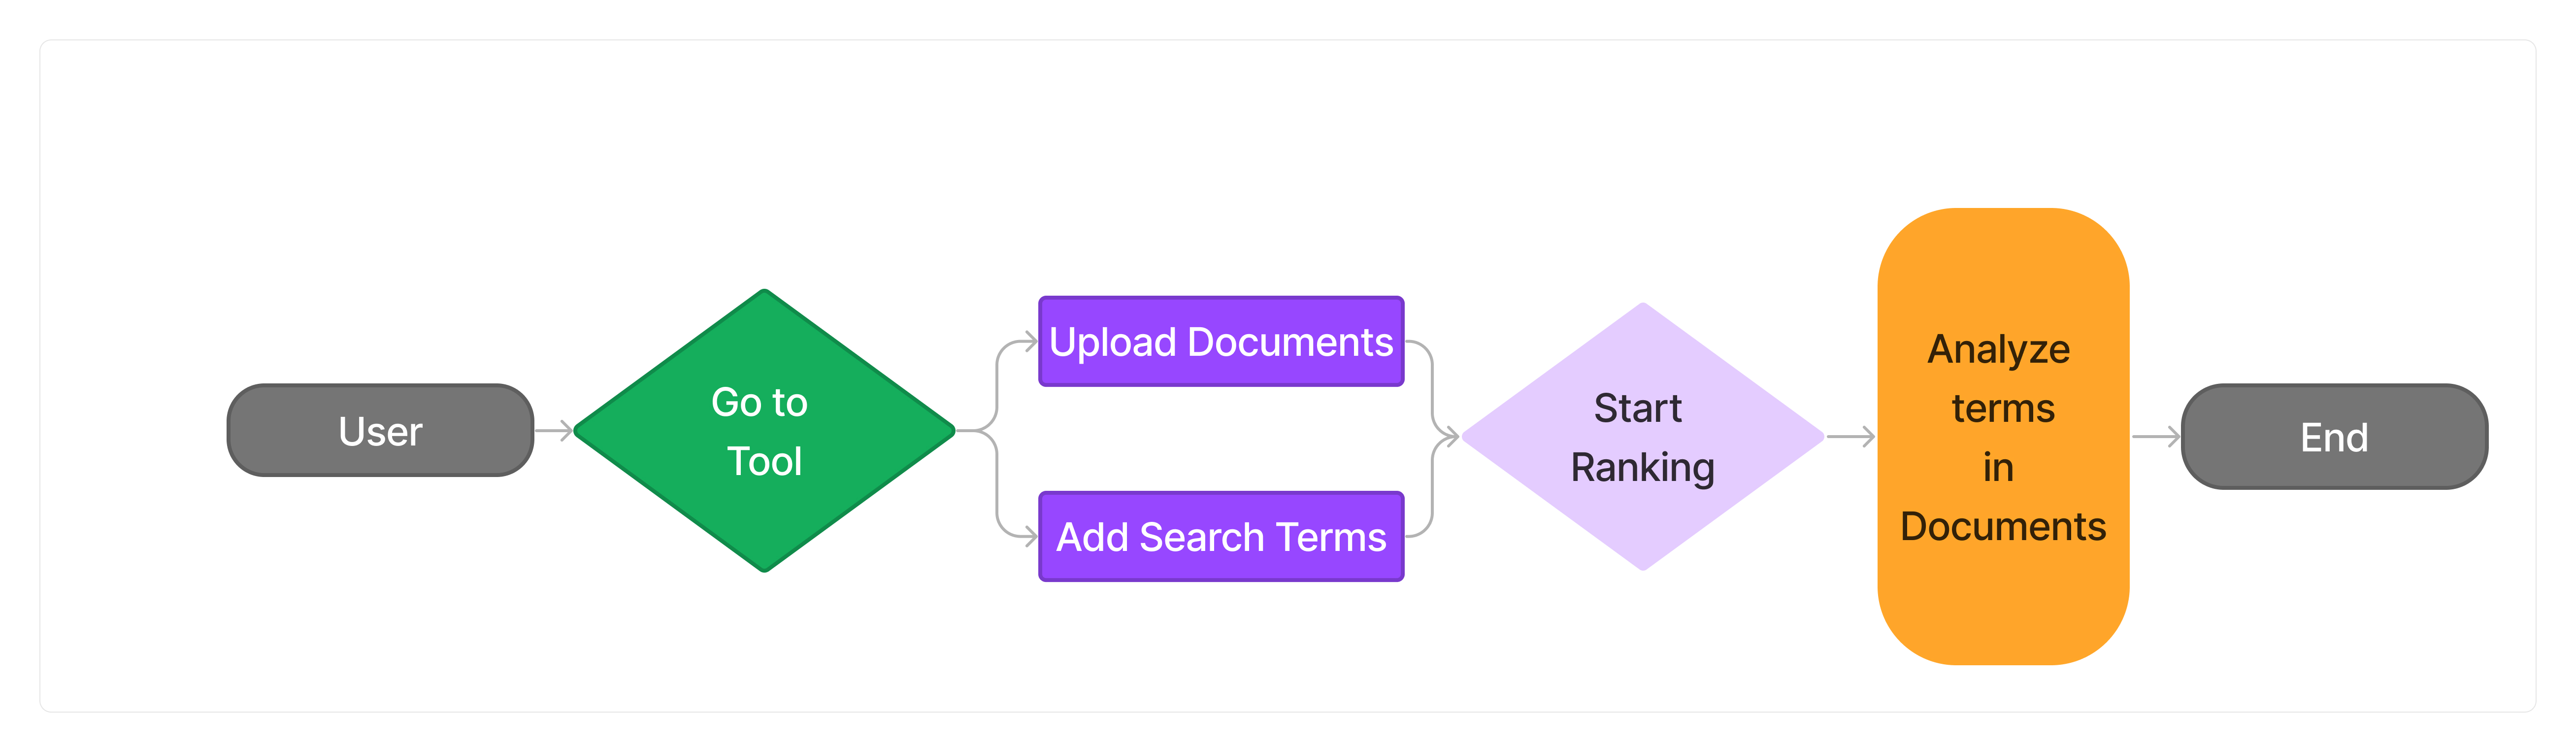 User
Go to
Tool
Upload Documents
Add Search Terms
Start
Ranking
Analyze
terms
in
Documents
End